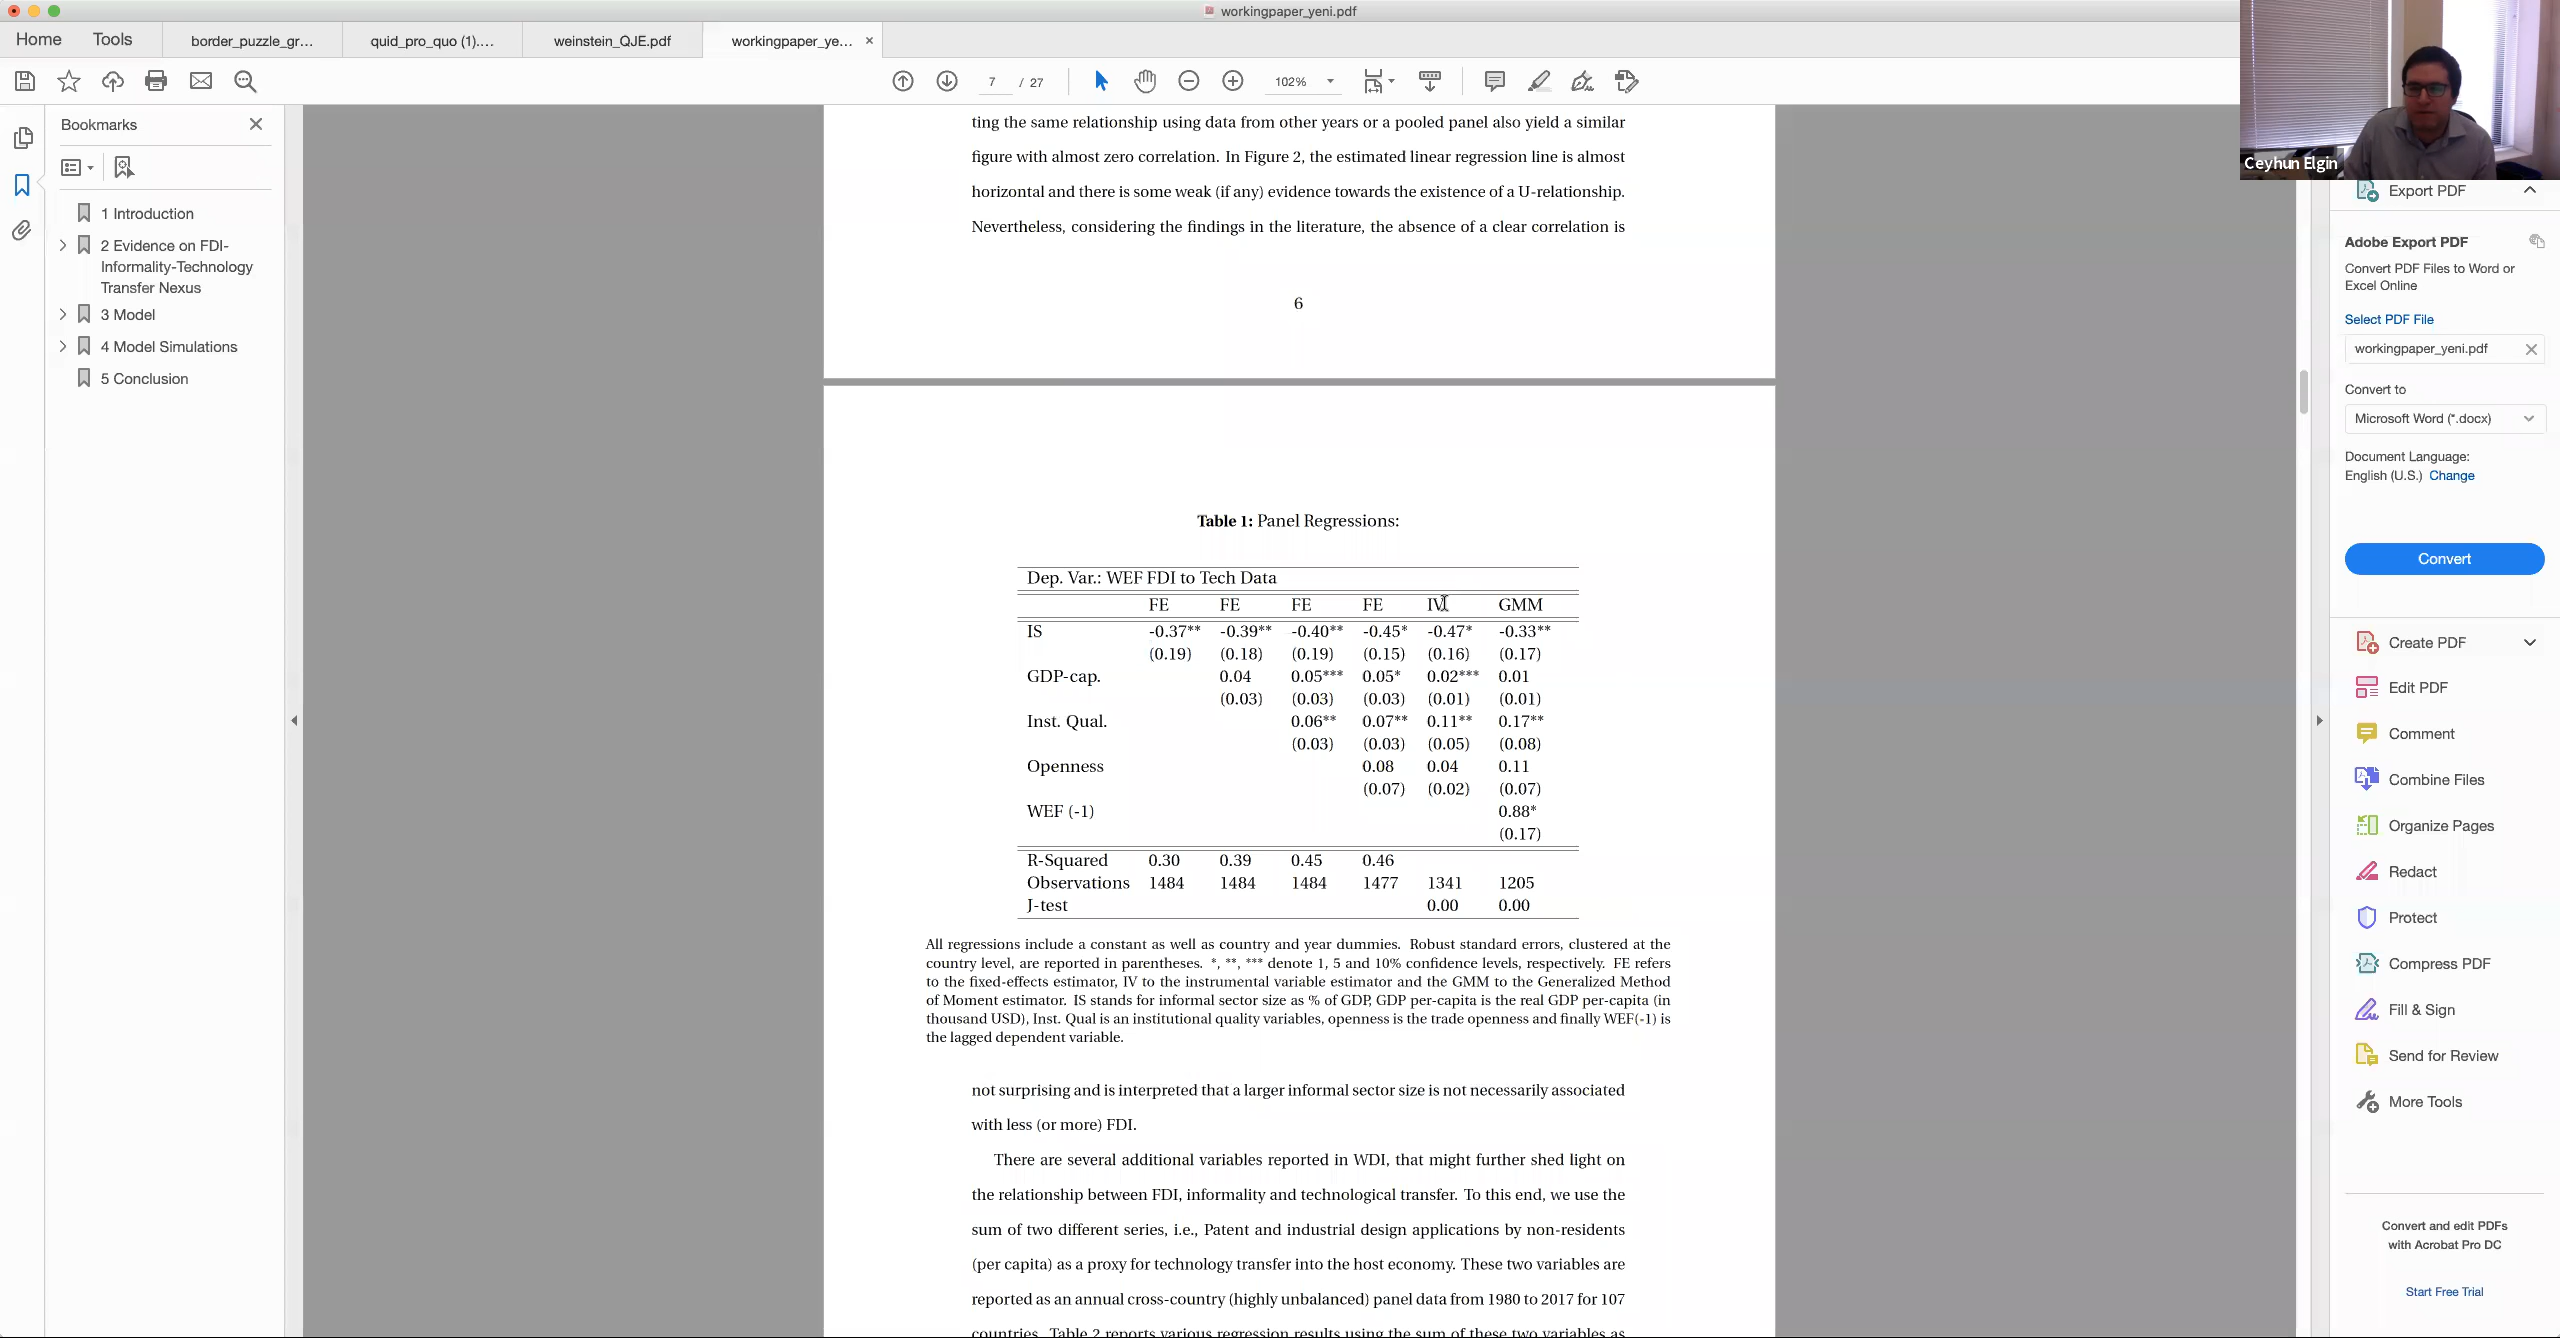 workingpaper_yeni.pdf
Home Tools border_puzzle_gr... quid_pro_quo (1).... weinstein_QJE.pdf workingpaper_ye... ×
7 / 27 102%
Bookmarks
1 Introduction
2 Evidence on FDI-
Informality-Technology
Transfer Nexus
3 Model
4 Model Simulations
5 Conclusion
ting the same relationship using data from other years or a pooled panel also yield a similar
figure with almost zero correlation. In Figure 2, the estimated linear regression line is almost
horizontal and there is some weak (if any) evidence towards the existence of a U-relationship.
Nevertheless, considering the findings in the literature, the absence of a clear correlation is
6
Table 1: Panel Regressions:
Dep. Var.: WEF FDI to Tech Data
FE FE FE FE IV GMM
IS -0.37** -0.39** -0.40** -0.45* -0.47* -0.33**
(0.19) (0.18) (0.19) (0.15) (0.16) (0.17)
GDP-cap. 0.04 0.05*** 0.05* 0.02*** 0.01
(0.03) (0.03) (0.03) (0.01) (0.01)
Inst. Qual. 0.06** 0.07** 0.11** 0.17**
(0.03) (0.03) (0.05) (0.08)
Openness 0.08 0.04 0.11
(0.07) (0.02) (0.07)
WEF (-1) 0.88*
(0.17)
R-Squared 0.30 0.39 0.45 0.46
Observations 1484 1484 1484 1477 1341 1205
J-test 0.00 0.00
All regressions include a constant as well as country and year dummies. Robust standard errors, clustered at the
country level, are reported in parentheses. *, **, *** denote 1, 5 and 10% confidence levels, respectively. FE refers
to the fixed-effects estimator, IV to the instrumental variable estimator and the GMM to the Generalized Method
of Moment estimator. IS stands for informal sector size as % of GDP, GDP per-capita is the real GDP per-capita (in
thousand USD), Inst. Qual is an institutional quality variables, openness is the trade openness and finally WEF(-1) is
the lagged dependent variable.
not surprising and is interpreted that a larger informal sector size is not necessarily associated
with less (or more) FDI.
There are several additional variables reported in WDI, that might further shed light on
the relationship between FDI, informality and technological transfer. To this end, we use the
sum of two different series, i.e., Patent and industrial design applications by non-residents
(per capita) as a proxy for technology transfer into the host economy. These two variables are
reported as an annual cross-country (highly unbalanced) panel data from 1980 to 2017 for 107
countries. Table 2 reports various regression results using the sum of these two variables as
Ceyhun Elgin
Export PDF
Adobe Export PDF
Convert PDF Files to Word or
Excel Online
Select PDF File
workingpaper_yeni.pdf
Convert to
Microsoft Word (*.docx)
Document Language:
English (U.S.) Change
Convert
Create PDF
Edit PDF
Comment
Combine Files
Organize Pages
Redact
Protect
Compress PDF
Fill & Sign
Send for Review
More Tools
Convert and edit PDFs
with Acrobat Pro DC
Start Free Trial